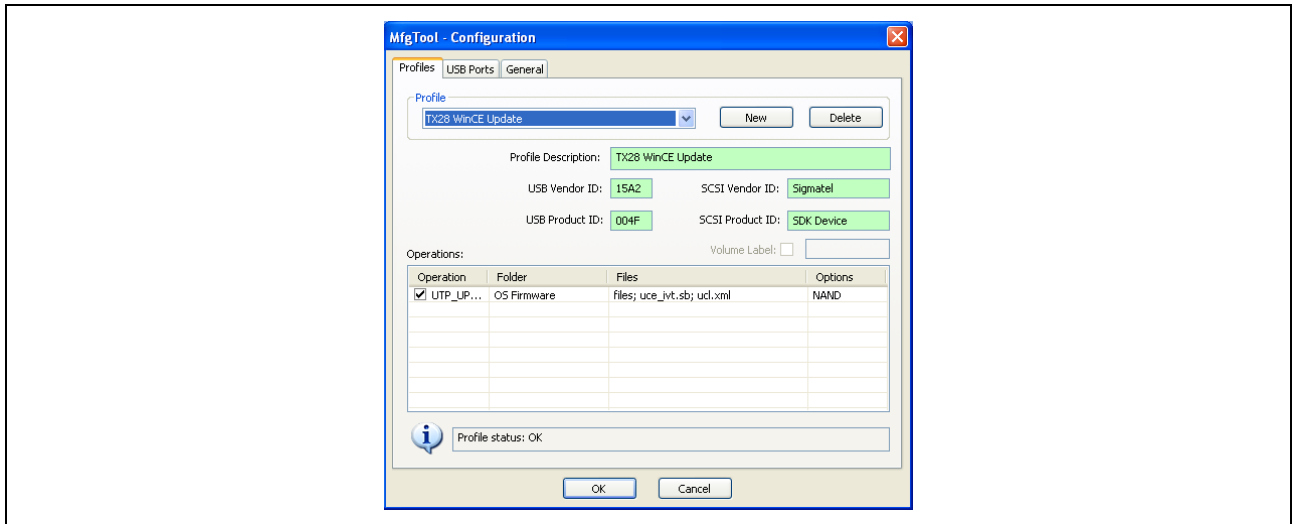 MfgTool - Configuration
Profiles USB Ports General
Profile
TX28 WinCE Update New Delete
Profile Description: TX28 WinCE Update
USB Vendor ID: 15A2 SCSI Vendor ID: Sigmatel
USB Product ID: 004F SCSI Product ID: SDK Device
Volume Label:
Operations:
Operation Folder Files Options
UTP_UP... OS Firmware files; uce_ivt.sb; ucl.xml NAND
Profile status: OK
OK Cancel